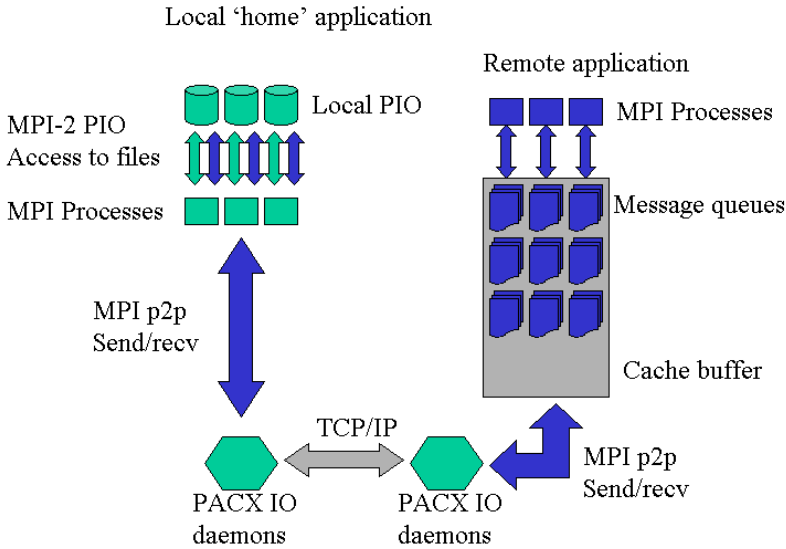 Local ‘home’ application
Remote application
Local PIO
MPI Processes
MPI-2 PIO
Access to files
MPI Processes
Message queues
MPI p2p
Send/recv
Cache buffer
TCP/IP
MPI p2p
Send/recv
PACX IO
daemons
PACX IO
daemons